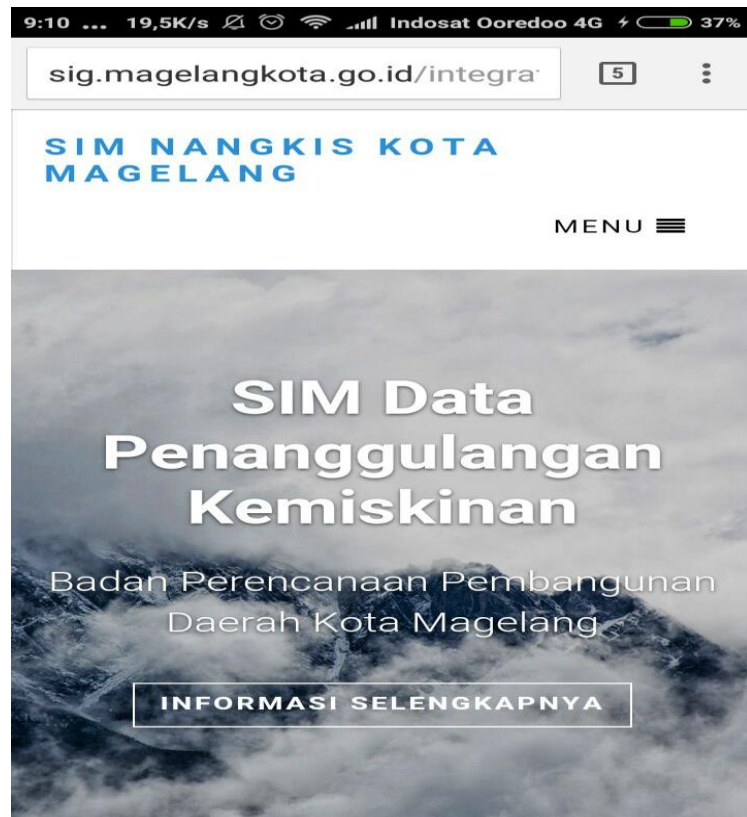 9:10 ... 19,5K/s Indosat Ooredoo 4G 37%
sig.magelangkota.go.id/integra
5
SIM NANGKIS KOTA
MAGELANG
MENU
SIM Data
Penanggulangan
Kemiskinan
Badan Perencanaan Pembangunan
Daerah Kota Magelang
INFORMASI SELENGKAPNYA